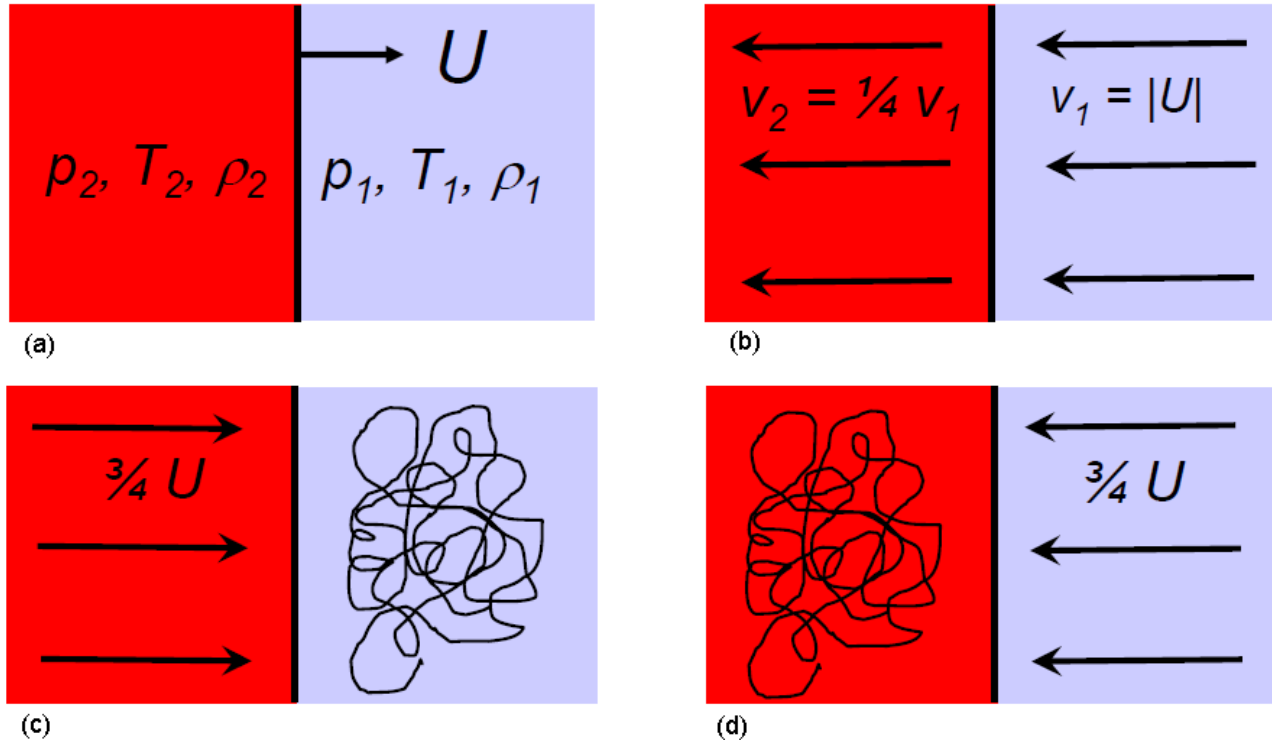 U
p₂, T₂, ρ₂
p₁, T₁, ρ₁
(a)
v₂ = ¼ v₁
v₁ = |U|
(b)
¾ U
(c)
¾ U
(d)